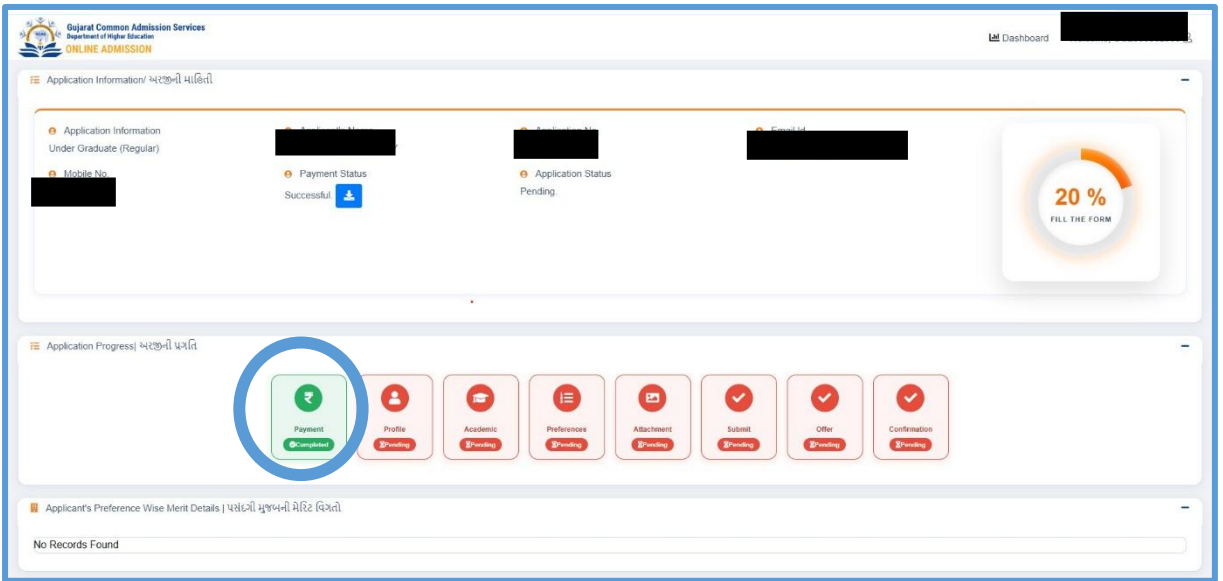 Gujarat Common Admission Services
Department of Higher Education
ONLINE ADMISSION
Dashboard
Application Information/ અરજીની માહિતી
Application Information
Under Graduate (Regular)
Email Id
Mobile No.
Payment Status
Successful.
Application Status
Pending.
20 %
FILL THE FORM
Application Progress| અરજીની પ્રગતિ
Payment
Completed
Profile
Pending
Academic
Pending
Preferences
Pending
Attachment
Pending
Submit
Pending
Offer
Pending
Confirmation
Pending
Applicant's Preference Wise Merit Details | પસંદગી મુજબની મેરિટ વિગતો
No Records Found